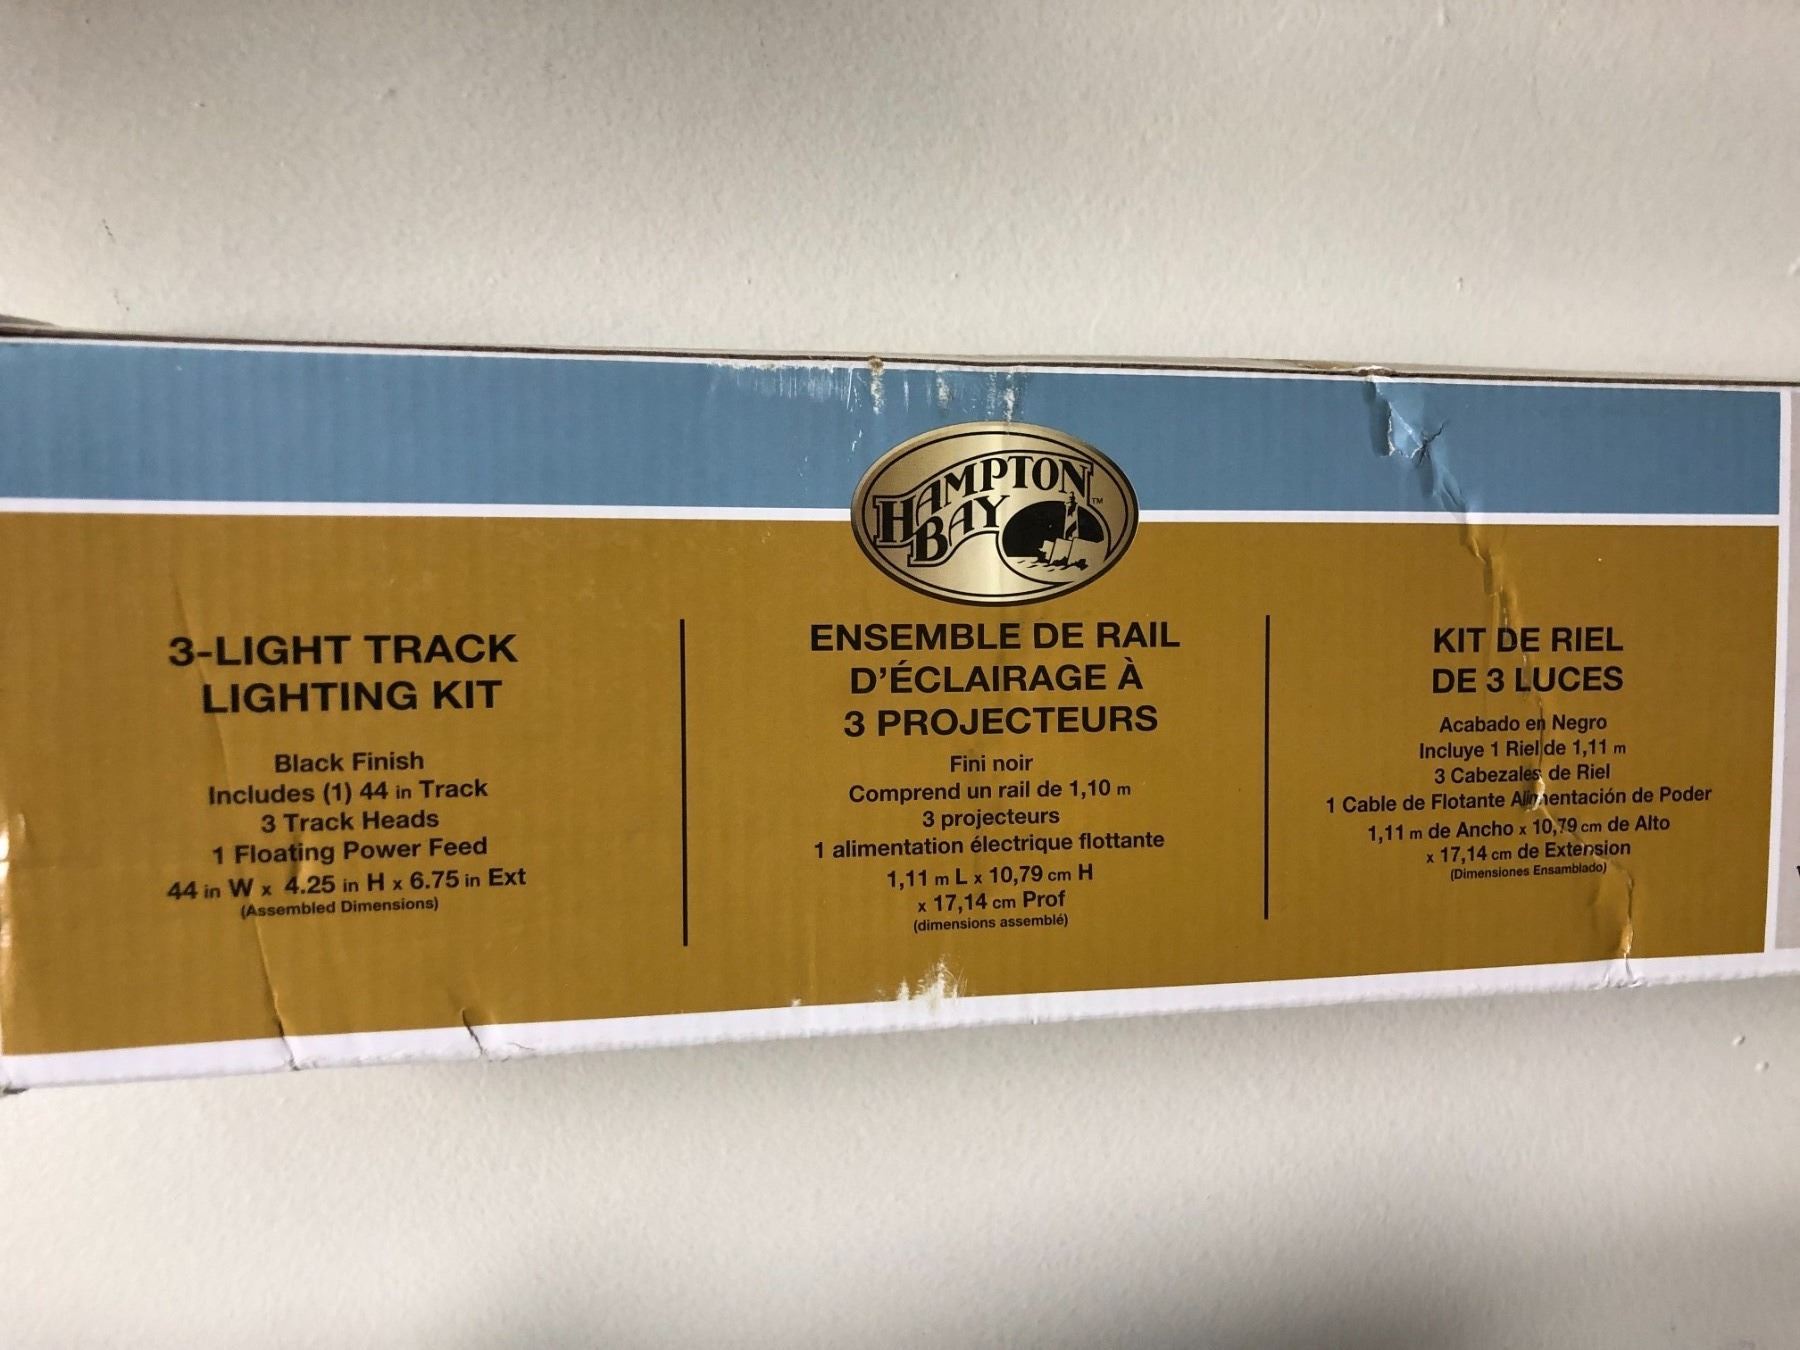 HAMPTON
BAY™
3-LIGHT TRACK
LIGHTING KIT
Black Finish
Includes (1) 44 in Track
3 Track Heads
1 Floating Power Feed
44 in W x 4.25 in H x 6.75 in Ext
(Assembled Dimensions)
ENSEMBLE DE RAIL
D'ÉCLAIRAGE À
3 PROJECTEURS
Fini noir
Comprend un rail de 1,10 m
3 projecteurs
1 alimentation électrique flottante
1,11 m L x 10,79 cm H
x 17,14 cm Prof
(dimensions assemblé)
KIT DE RIEL
DE 3 LUCES
Acabado en Negro
Incluye 1 Riel de 1,11 m
3 Cabezales de Riel
1 Cable de Flotante Alimentación de Poder
1,11 m de Ancho x 10,79 cm de Alto
x 17,14 cm de Extension
(Dimensiones Ensamblado)